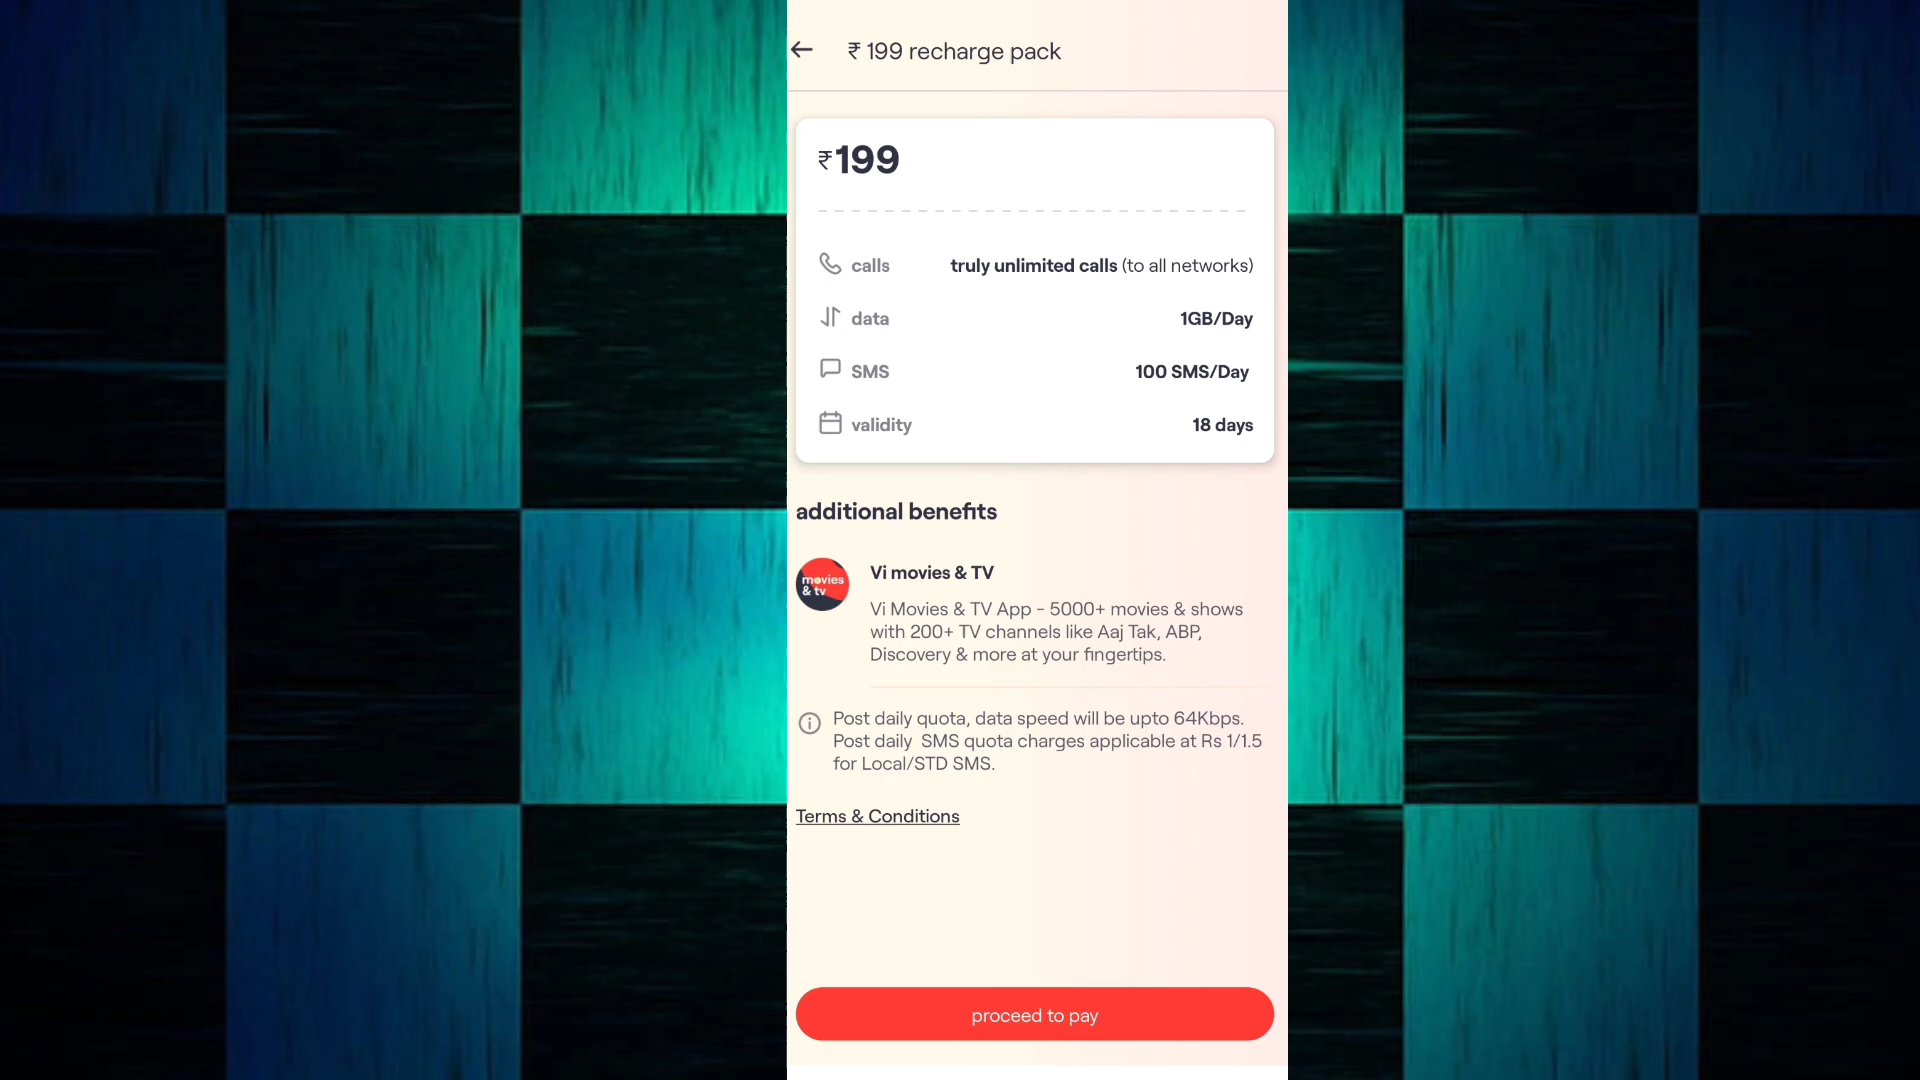 ₹ 199 recharge pack
₹199
calls truly unlimited calls (to all networks)
data 1GB/Day
SMS 100 SMS/Day
validity 18 days
additional benefits
movies
& tv
Vi movies & TV
Vi Movies & TV App - 5000+ movies & shows
with 200+ TV channels like Aaj Tak, ABP,
Discovery & more at your fingertips.
Post daily quota, data speed will be upto 64Kbps.
Post daily  SMS quota charges applicable at Rs 1/1.5
for Local/STD SMS.
Terms & Conditions
proceed to pay